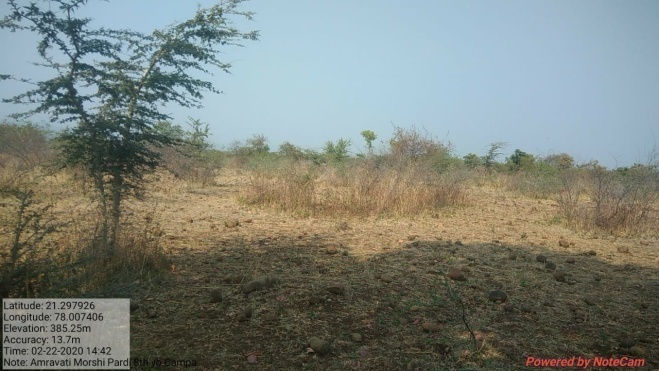 Latitude: 21.297926
Longitude: 78.007406
Elevation: 385.25m
Accuracy: 13.7m
Time: 02-22-2020 14:42
Note: Amravati Morshi Pardi
Powered by NoteCam